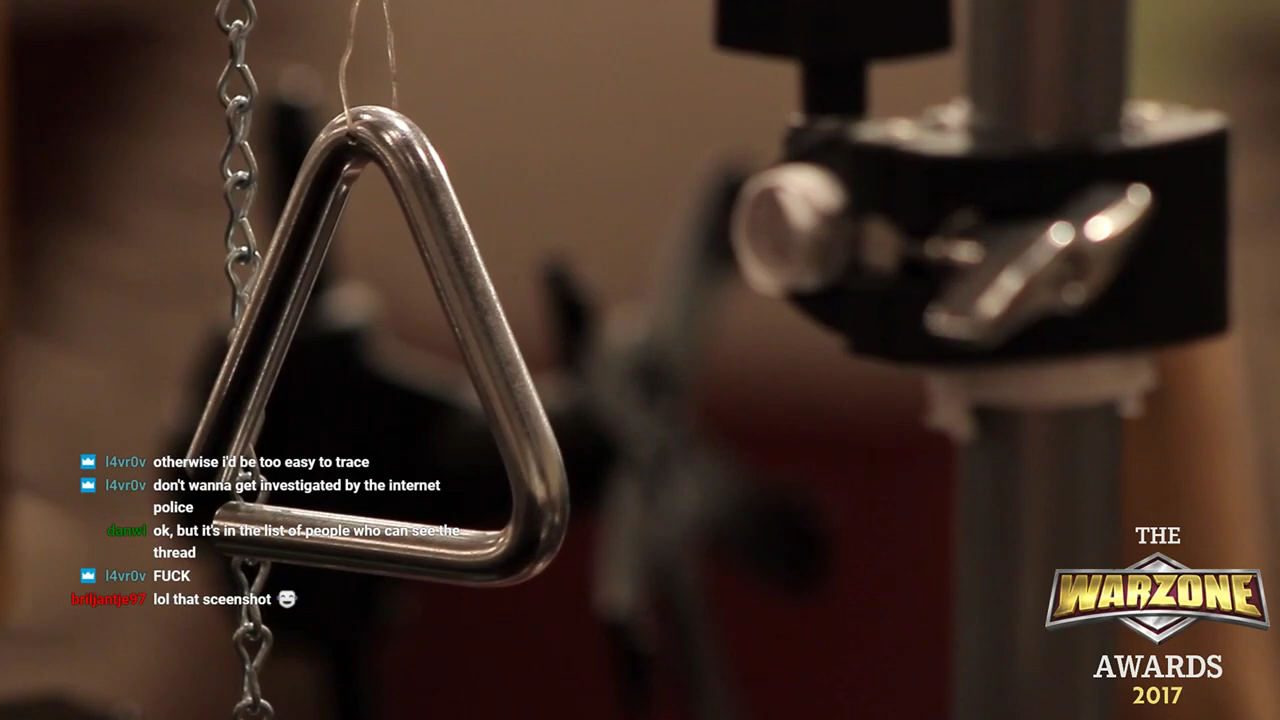 l4vr0v otherwise i'd be too easy to trace
l4vr0v don't wanna get investigated by the internet
police
danwl ok, but it's in the list of people who can see the
thread
l4vr0v FUCK
briljantje97 lol that sceenshot
THE
WARZONE
AWARDS
2017